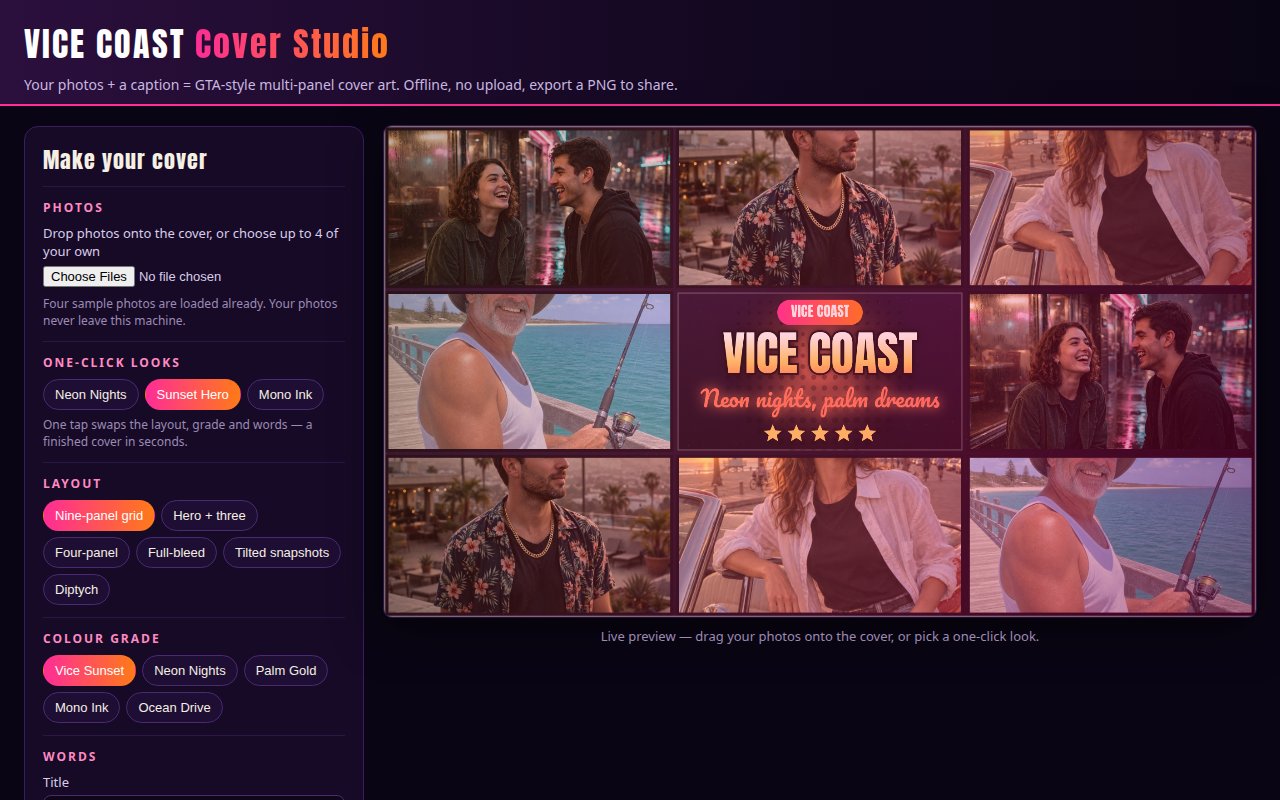 VICE COAST Cover Studio
Your photos + a caption = GTA-style multi-panel cover art. Offline, no upload, export a PNG to share.
Make your cover
PHOTOS
Drop photos onto the cover, or choose up to 4 of
your own
Choose Files No file chosen
Four sample photos are loaded already. Your photos
never leave this machine.
ONE-CLICK LOOKS
Neon Nights Sunset Hero Mono Ink
One tap swaps the layout, grade and words — a
finished cover in seconds.
LAYOUT
Nine-panel grid Hero + three
Four-panel Full-bleed Tilted snapshots
Diptych
COLOUR GRADE
Vice Sunset Neon Nights Palm Gold
Mono Ink Ocean Drive
WORDS
Title
VICE COAST
VICE COAST
Neon nights, palm dreams
Live preview — drag your photos onto the cover, or pick a one-click look.